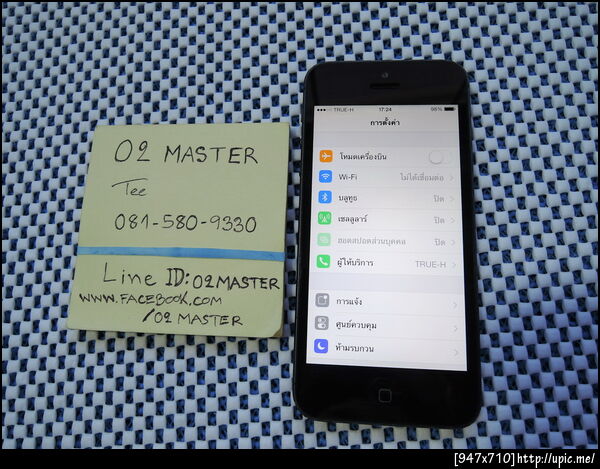 O2 MASTER
Tee
081-580-9330
Line ID: O2MASTER
WWW.FACEBOOK.COM
/O2 MASTER
TRUE-H 17:24 98%
การตั้งค่า
โหมดเครื่องบิน
Wi-Fi ไม่ได้เชื่อมต่อ
บลูทูธ ปิด
เซลลูลาร์ ปิด
ฮอตสปอตส่วนบุคคล ปิด
ผู้ให้บริการ TRUE-H
การแจ้ง
ศูนย์ควบคุม
ห้ามรบกวน
[947x710]http://upic.me/